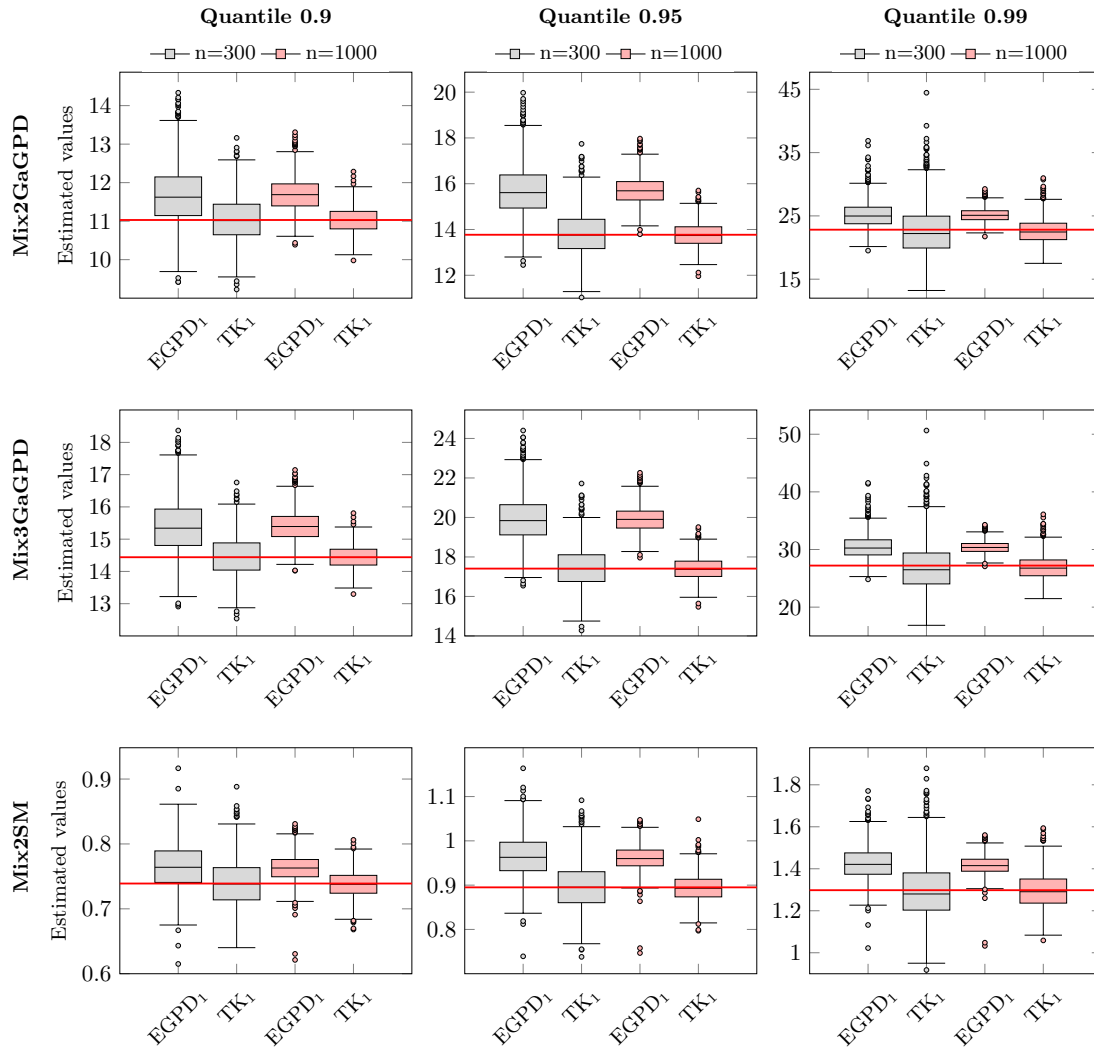 Quantile 0.9
Quantile 0.95
Quantile 0.99
n=300 n=1000
n=300 n=1000
n=300 n=1000
Mix2GaGPD
Estimated values
14
13
12
11
10
EGPD₁ TK₁ EGPD₁ TK₁
20
18
16
14
12
EGPD₁ TK₁ EGPD₁ TK₁
45
35
25
15
EGPD₁ TK₁ EGPD₁ TK₁
Mix3GaGPD
Estimated values
18
17
16
15
14
13
EGPD₁ TK₁ EGPD₁ TK₁
24
22
20
18
16
14
EGPD₁ TK₁ EGPD₁ TK₁
50
40
30
20
EGPD₁ TK₁ EGPD₁ TK₁
Mix2SM
Estimated values
0.9
0.8
0.7
0.6
EGPD₁ TK₁ EGPD₁ TK₁
1.1
1
0.9
0.8
EGPD₁ TK₁ EGPD₁ TK₁
1.8
1.6
1.4
1.2
1
EGPD₁ TK₁ EGPD₁ TK₁